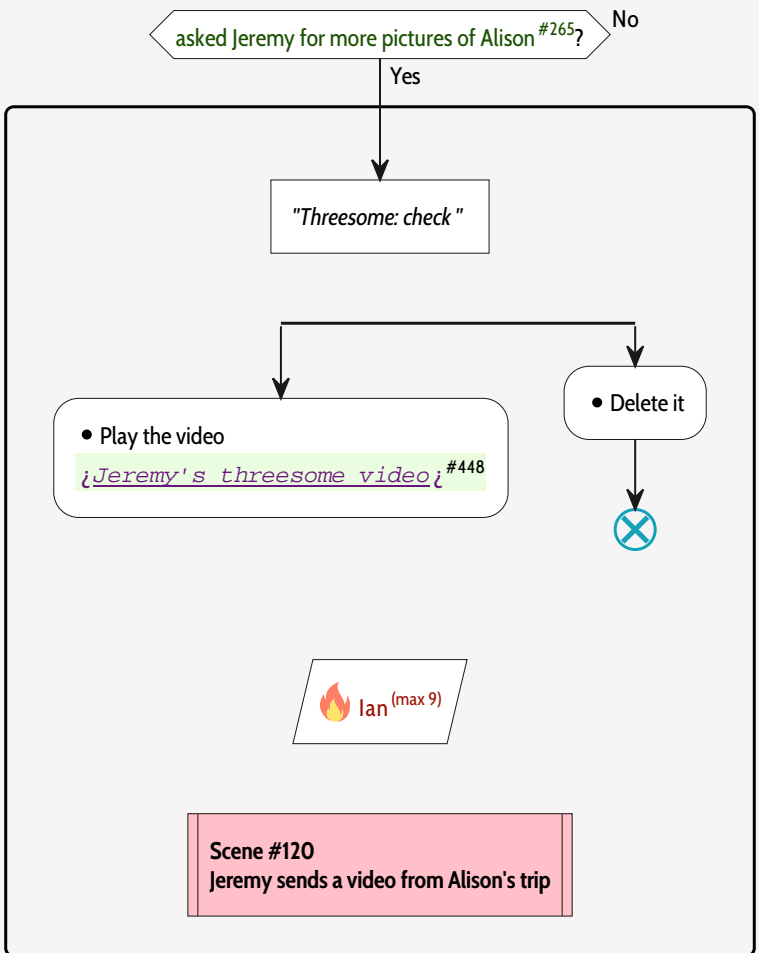 asked Jeremy for more pictures of Alison #265?
No
Yes
"Threesome: check "
• Play the video
¿Jeremy's threesome video¿ #448
• Delete it
Ian (max 9)
Scene #120
Jeremy sends a video from Alison's trip